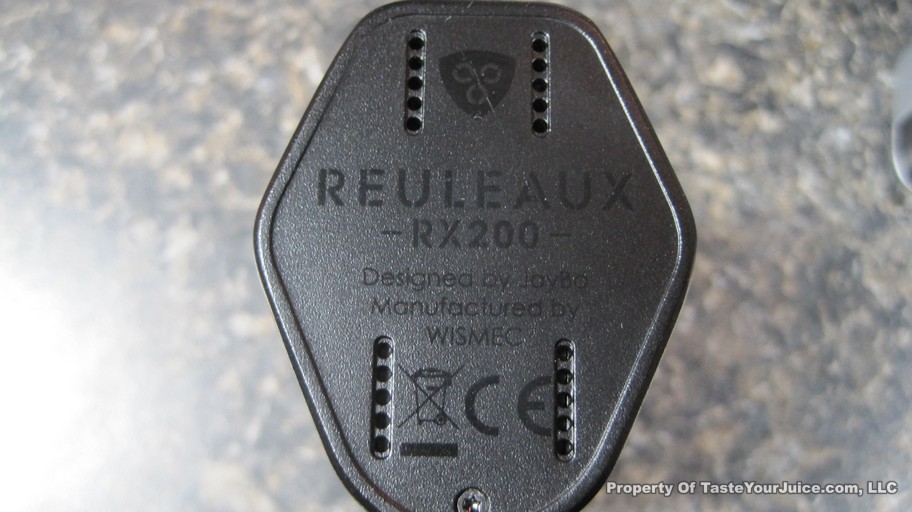 REULEAUX
-RX200-
Designed by JayBo
Manufactured by
WISMEC
CE
Property Of TasteYourJuice.com, LLC